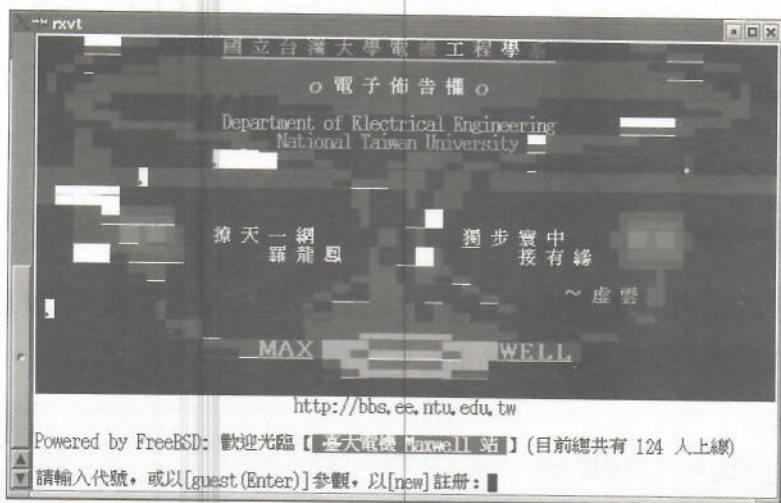 rxvt
國立台灣大學電機工程學系
o 電子佈告欄 o
Department of Electrical Engineering
National Taiwan University
撩天一網 獨步寰中
羅龍鳳 接有緣
~ 虛雲
MAX WELL
http://bbs.ee.ntu.edu.tw
Powered by FreeBSD: 歡迎光臨【 臺大電機 Maxwell 站 】(目前總共有 124 人上線)
請輸入代號，或以[guest(Enter)]參觀，以[new]註冊：